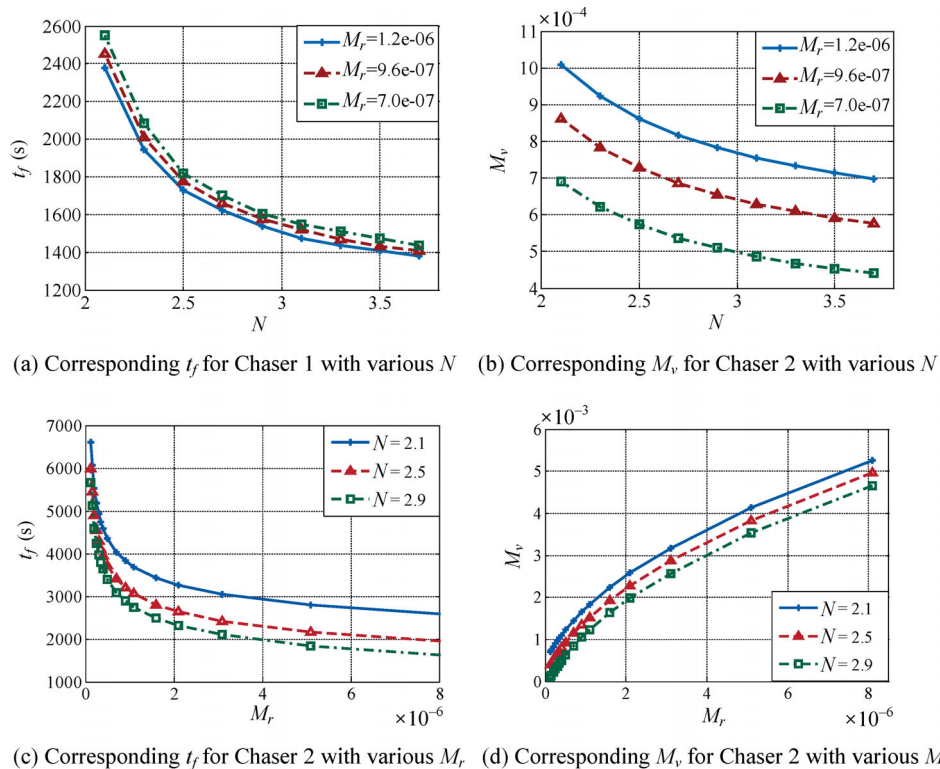 2600
2400
2200
2000
1800
1600
1400
1200
2
2.5
3
3.5
t_f (s)
N
M_r=1.2e-06
M_r=9.6e-07
M_r=7.0e-07
(a) Corresponding t_f for Chaser 1 with various N
×10⁻⁴
11
10
9
8
7
6
5
4
2
2.5
3
3.5
M_v
N
M_r=1.2e-06
M_r=9.6e-07
M_r=7.0e-07
(b) Corresponding M_v for Chaser 2 with various N
7000
6000
5000
4000
3000
2000
1000
0
2
4
6
8
t_f (s)
M_r
×10⁻⁶
N = 2.1
N = 2.5
N = 2.9
(c) Corresponding t_f for Chaser 2 with various M_r
×10⁻³
6
5
4
3
2
1
0
0
2
4
6
8
M_v
M_r
×10⁻⁶
N = 2.1
N = 2.5
N = 2.9
(d) Corresponding M_v for Chaser 2 with various M